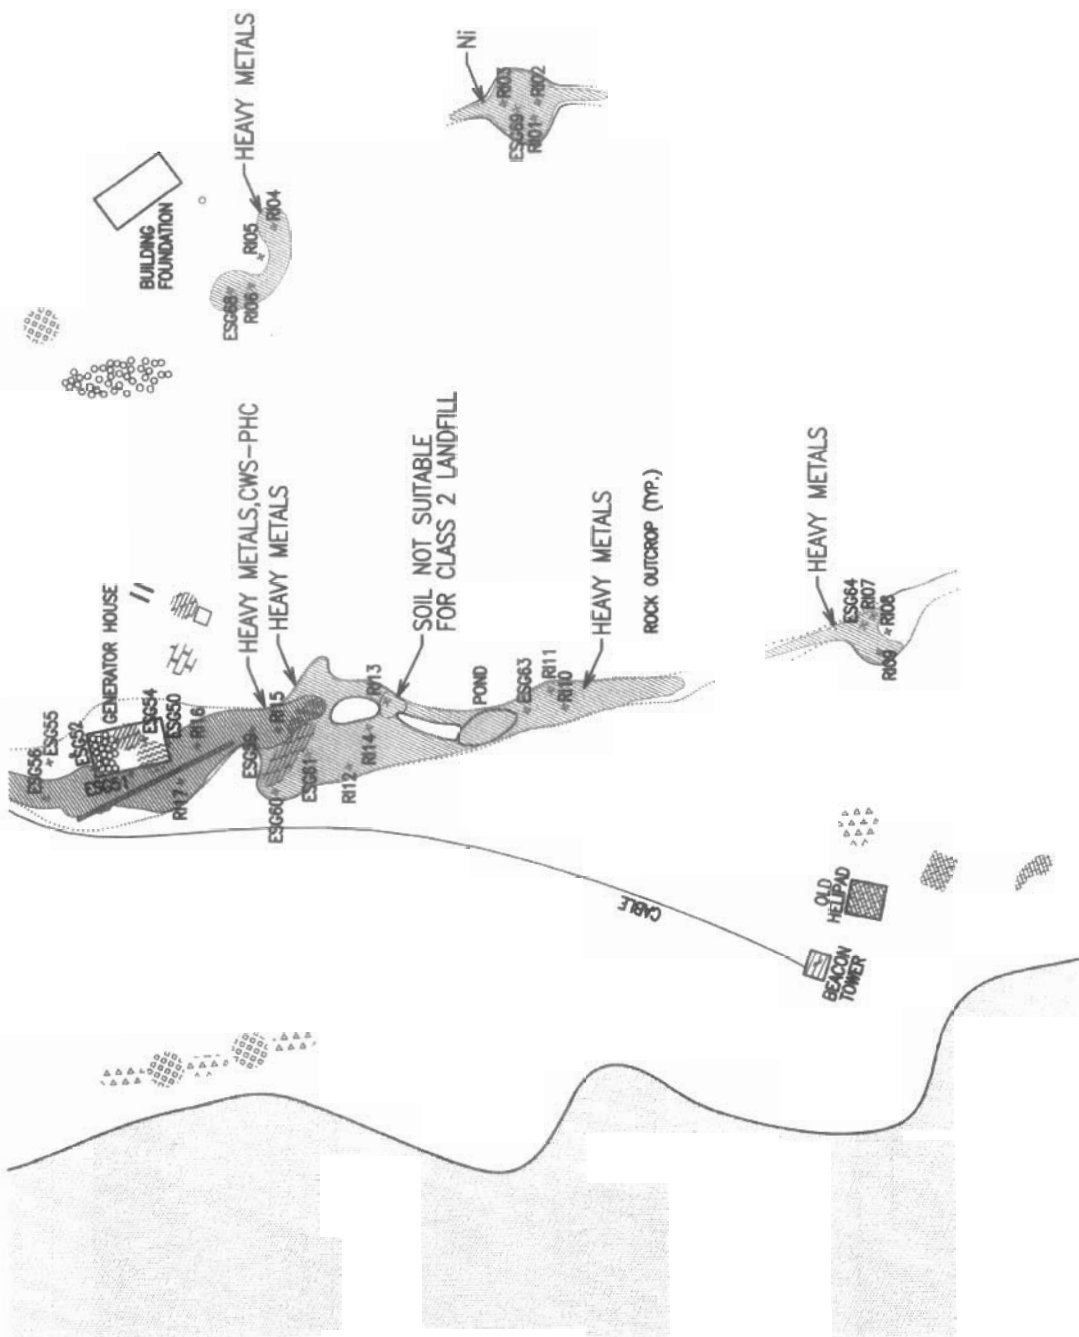 Ni
RI03
ESG69
RI02
RI01
HEAVY METALS
BUILDING
FOUNDATION
RI04
RI05
ESG68
RI06
HEAVY METALS,CWS-PHC
HEAVY METALS
SOIL NOT SUITABLE
FOR CLASS 2 LANDFILL
HEAVY METALS
ROCK OUTCROP (TYP.)
HEAVY METALS
GENERATOR HOUSE
ESG56
ESG55
ESG52
ESG54
ESG50
ESG51
RI16
RI17
RI15
ESG60
ESG61
RI13
RI14
RI12
POND
ESG63
RI11
RI10
ESG64
RI07
RI08
RI09
CABLE
OLD
HELIPAD
BEACON
TOWER